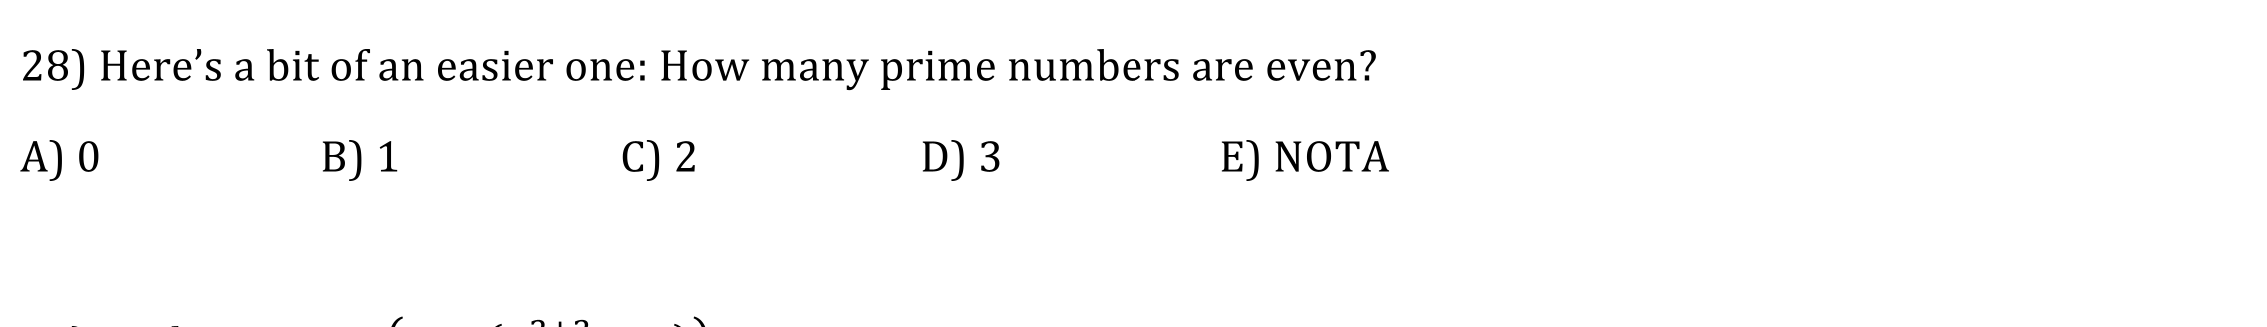 28) Here’s a bit of an easier one: How many prime numbers are even?
A) 0 B) 1 C) 2 D) 3 E) NOTA